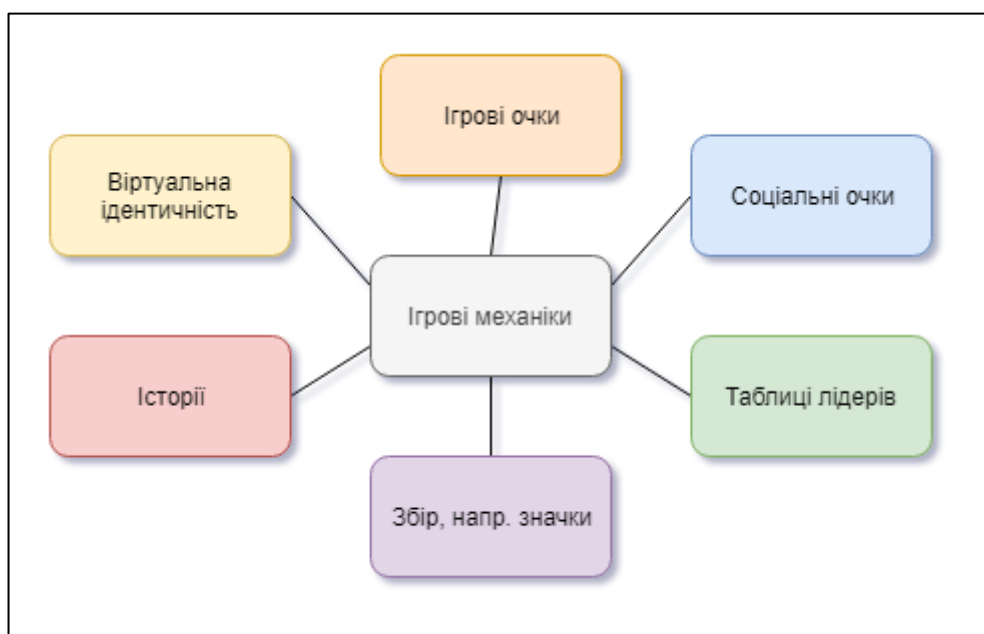 Ігрові очки
Віртуальна
ідентичність
Соціальні очки
Ігрові механіки
Історії
Таблиці лідерів
Збір, напр. значки